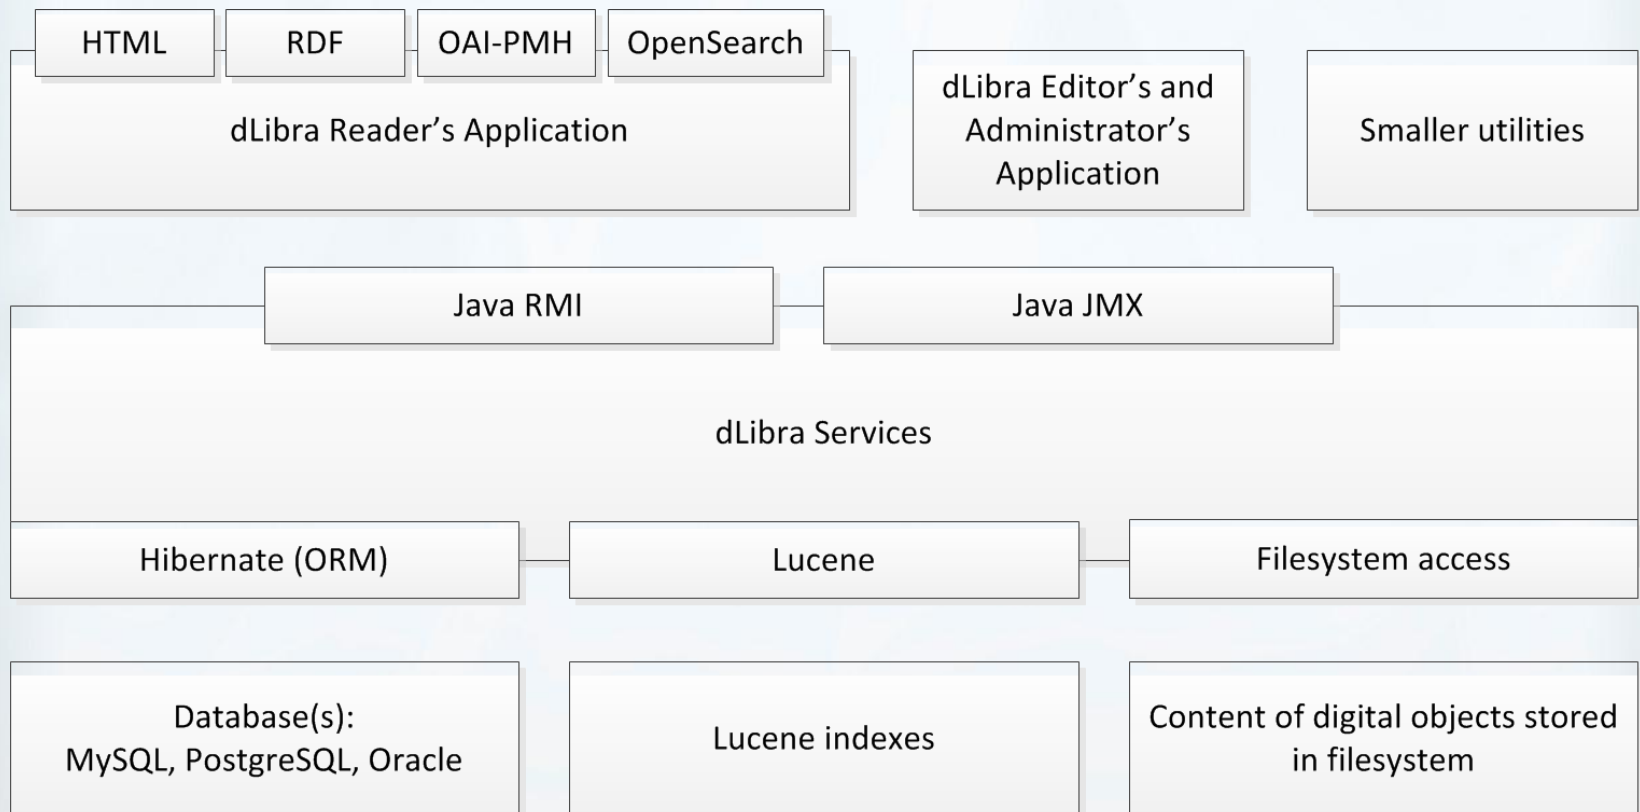 HTML
RDF
OAI-PMH
OpenSearch
dLibra Reader’s Application
dLibra Editor’s and
Administrator’s
Application
Smaller utilities
Java RMI
Java JMX
dLibra Services
Hibernate (ORM)
Lucene
Filesystem access
Database(s):
MySQL, PostgreSQL, Oracle
Lucene indexes
Content of digital objects stored
in filesystem